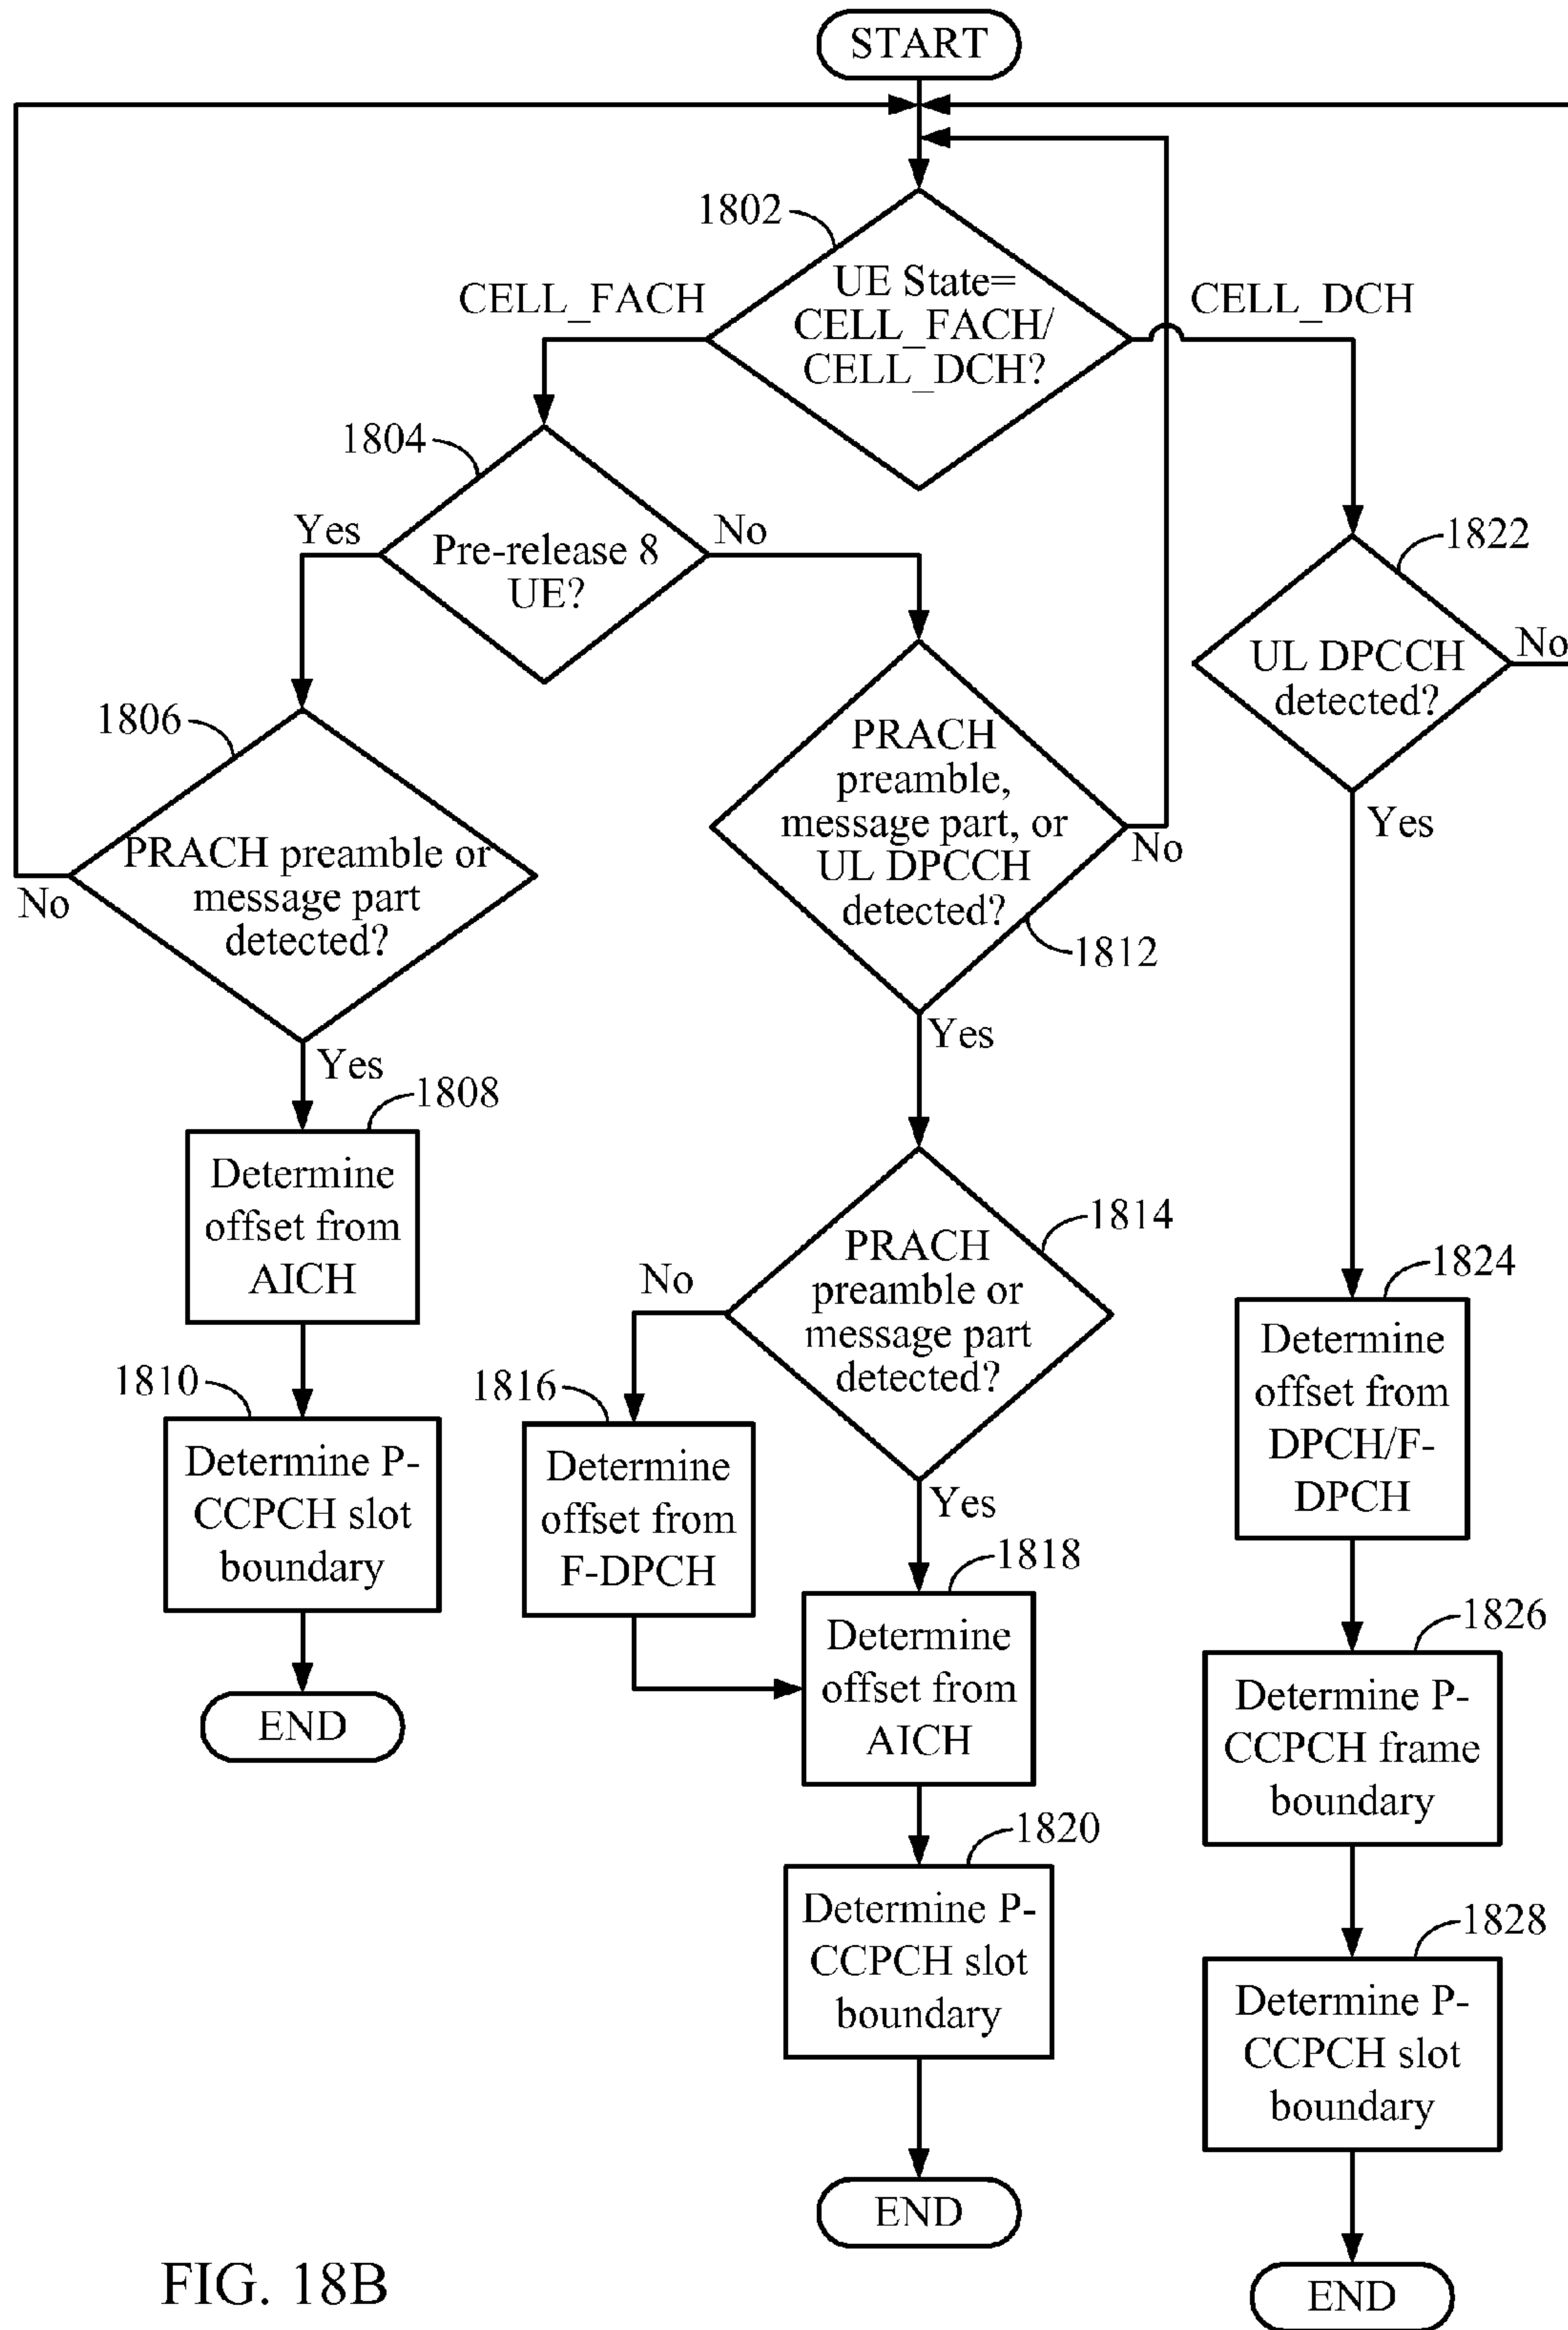 START
1802
UE State=
CELL_FACH/
CELL_DCH?
CELL_FACH
CELL_DCH
1804
Pre-release 8
UE?
Yes
No
1822
UL DPCCH
detected?
No
Yes
1806
PRACH preamble or
message part
detected?
No
Yes
PRACH
preamble,
message part, or
UL DPCCH
detected?
No
1812
Yes
1808
Determine
offset from
AICH
1814
PRACH
preamble or
message part
detected?
No
Yes
1824
Determine
offset from
DPCH/F-
DPCH
1810
Determine P-
CCPCH slot
boundary
END
1816
Determine
offset from
F-DPCH
1818
Determine
offset from
AICH
1826
Determine P-
CCPCH frame
boundary
1820
Determine P-
CCPCH slot
boundary
END
1828
Determine P-
CCPCH slot
boundary
END
FIG. 18B